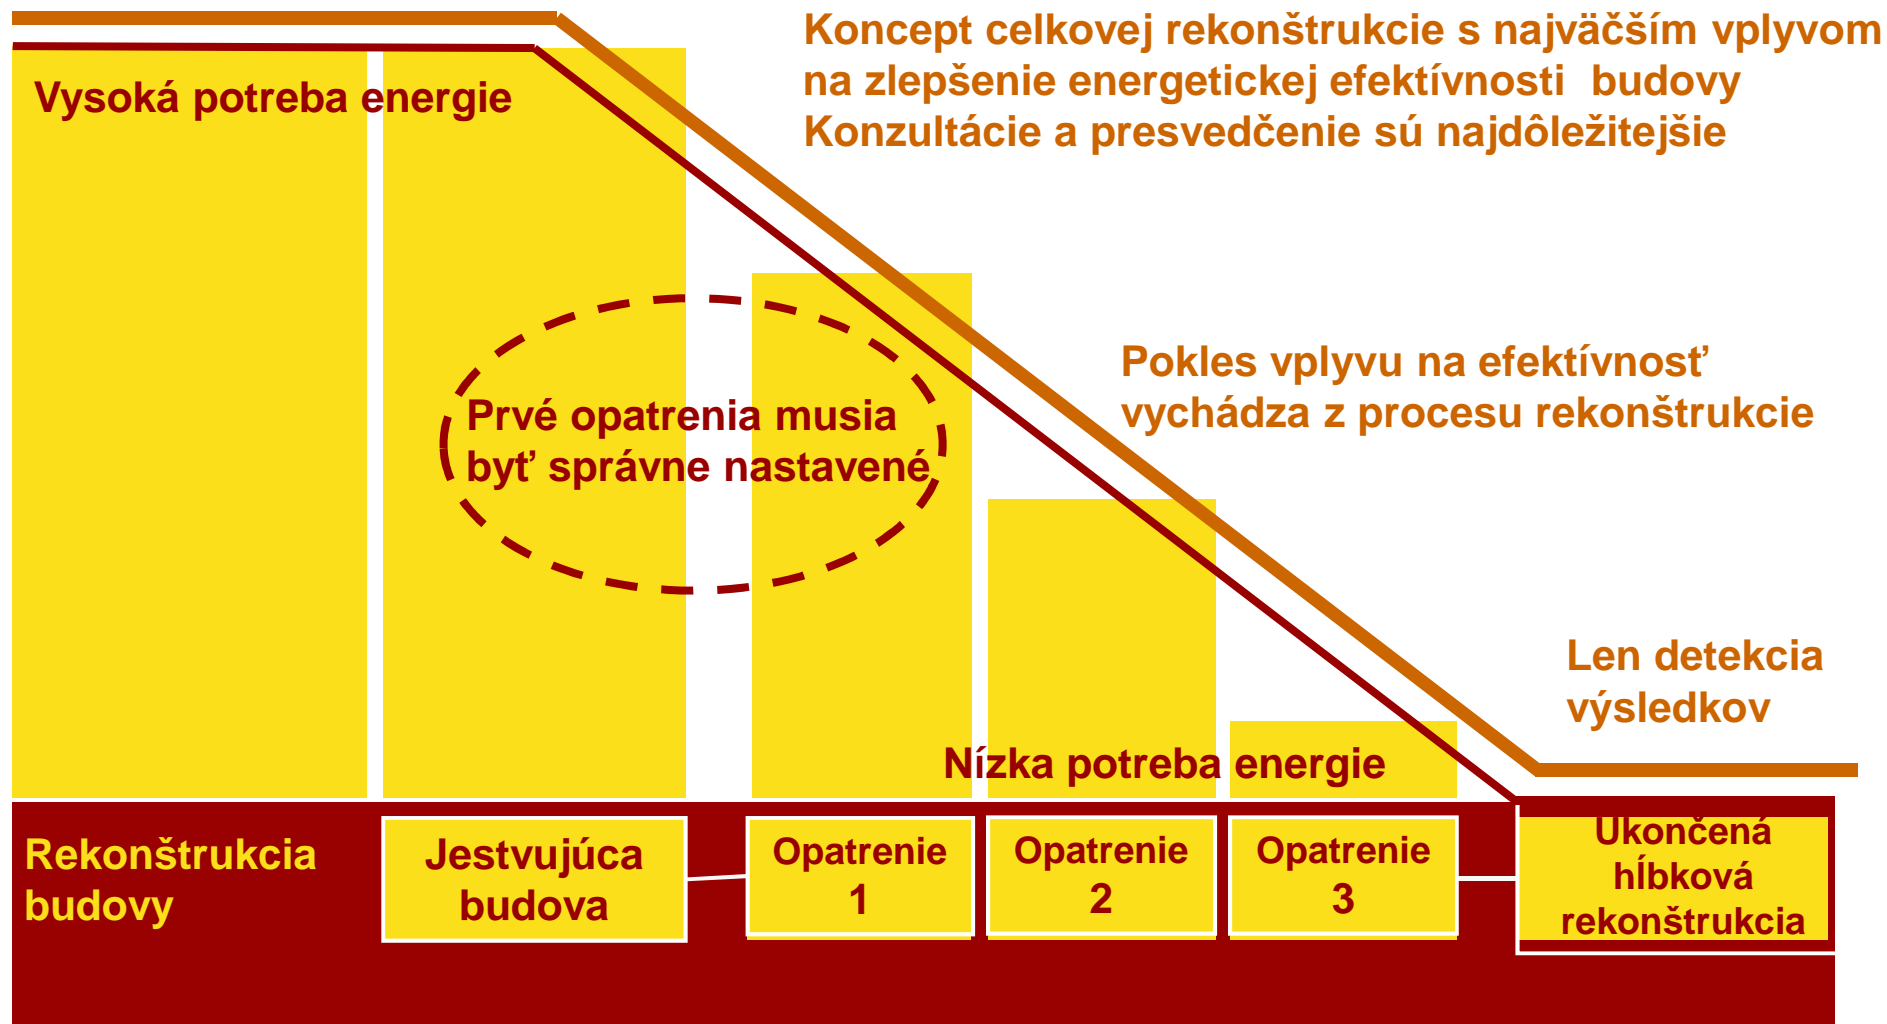 Koncept celkovej rekonštrukcie s najväčším vplyvom
na zlepšenie energetickej efektívnosti budovy
Konzultácie a presvedčenie sú najdôležitejšie
Vysoká potreba energie
Pokles vplyvu na efektívnosť
vychádza z procesu rekonštrukcie
Prvé opatrenia musia
byť správne nastavené
Len detekcia
výsledkov
Nízka potreba energie
Rekonštrukcia
budovy
Jestvujúca
budova
Opatrenie
1
Opatrenie
2
Opatrenie
3
Ukončená
hĺbková
rekonštrukcia